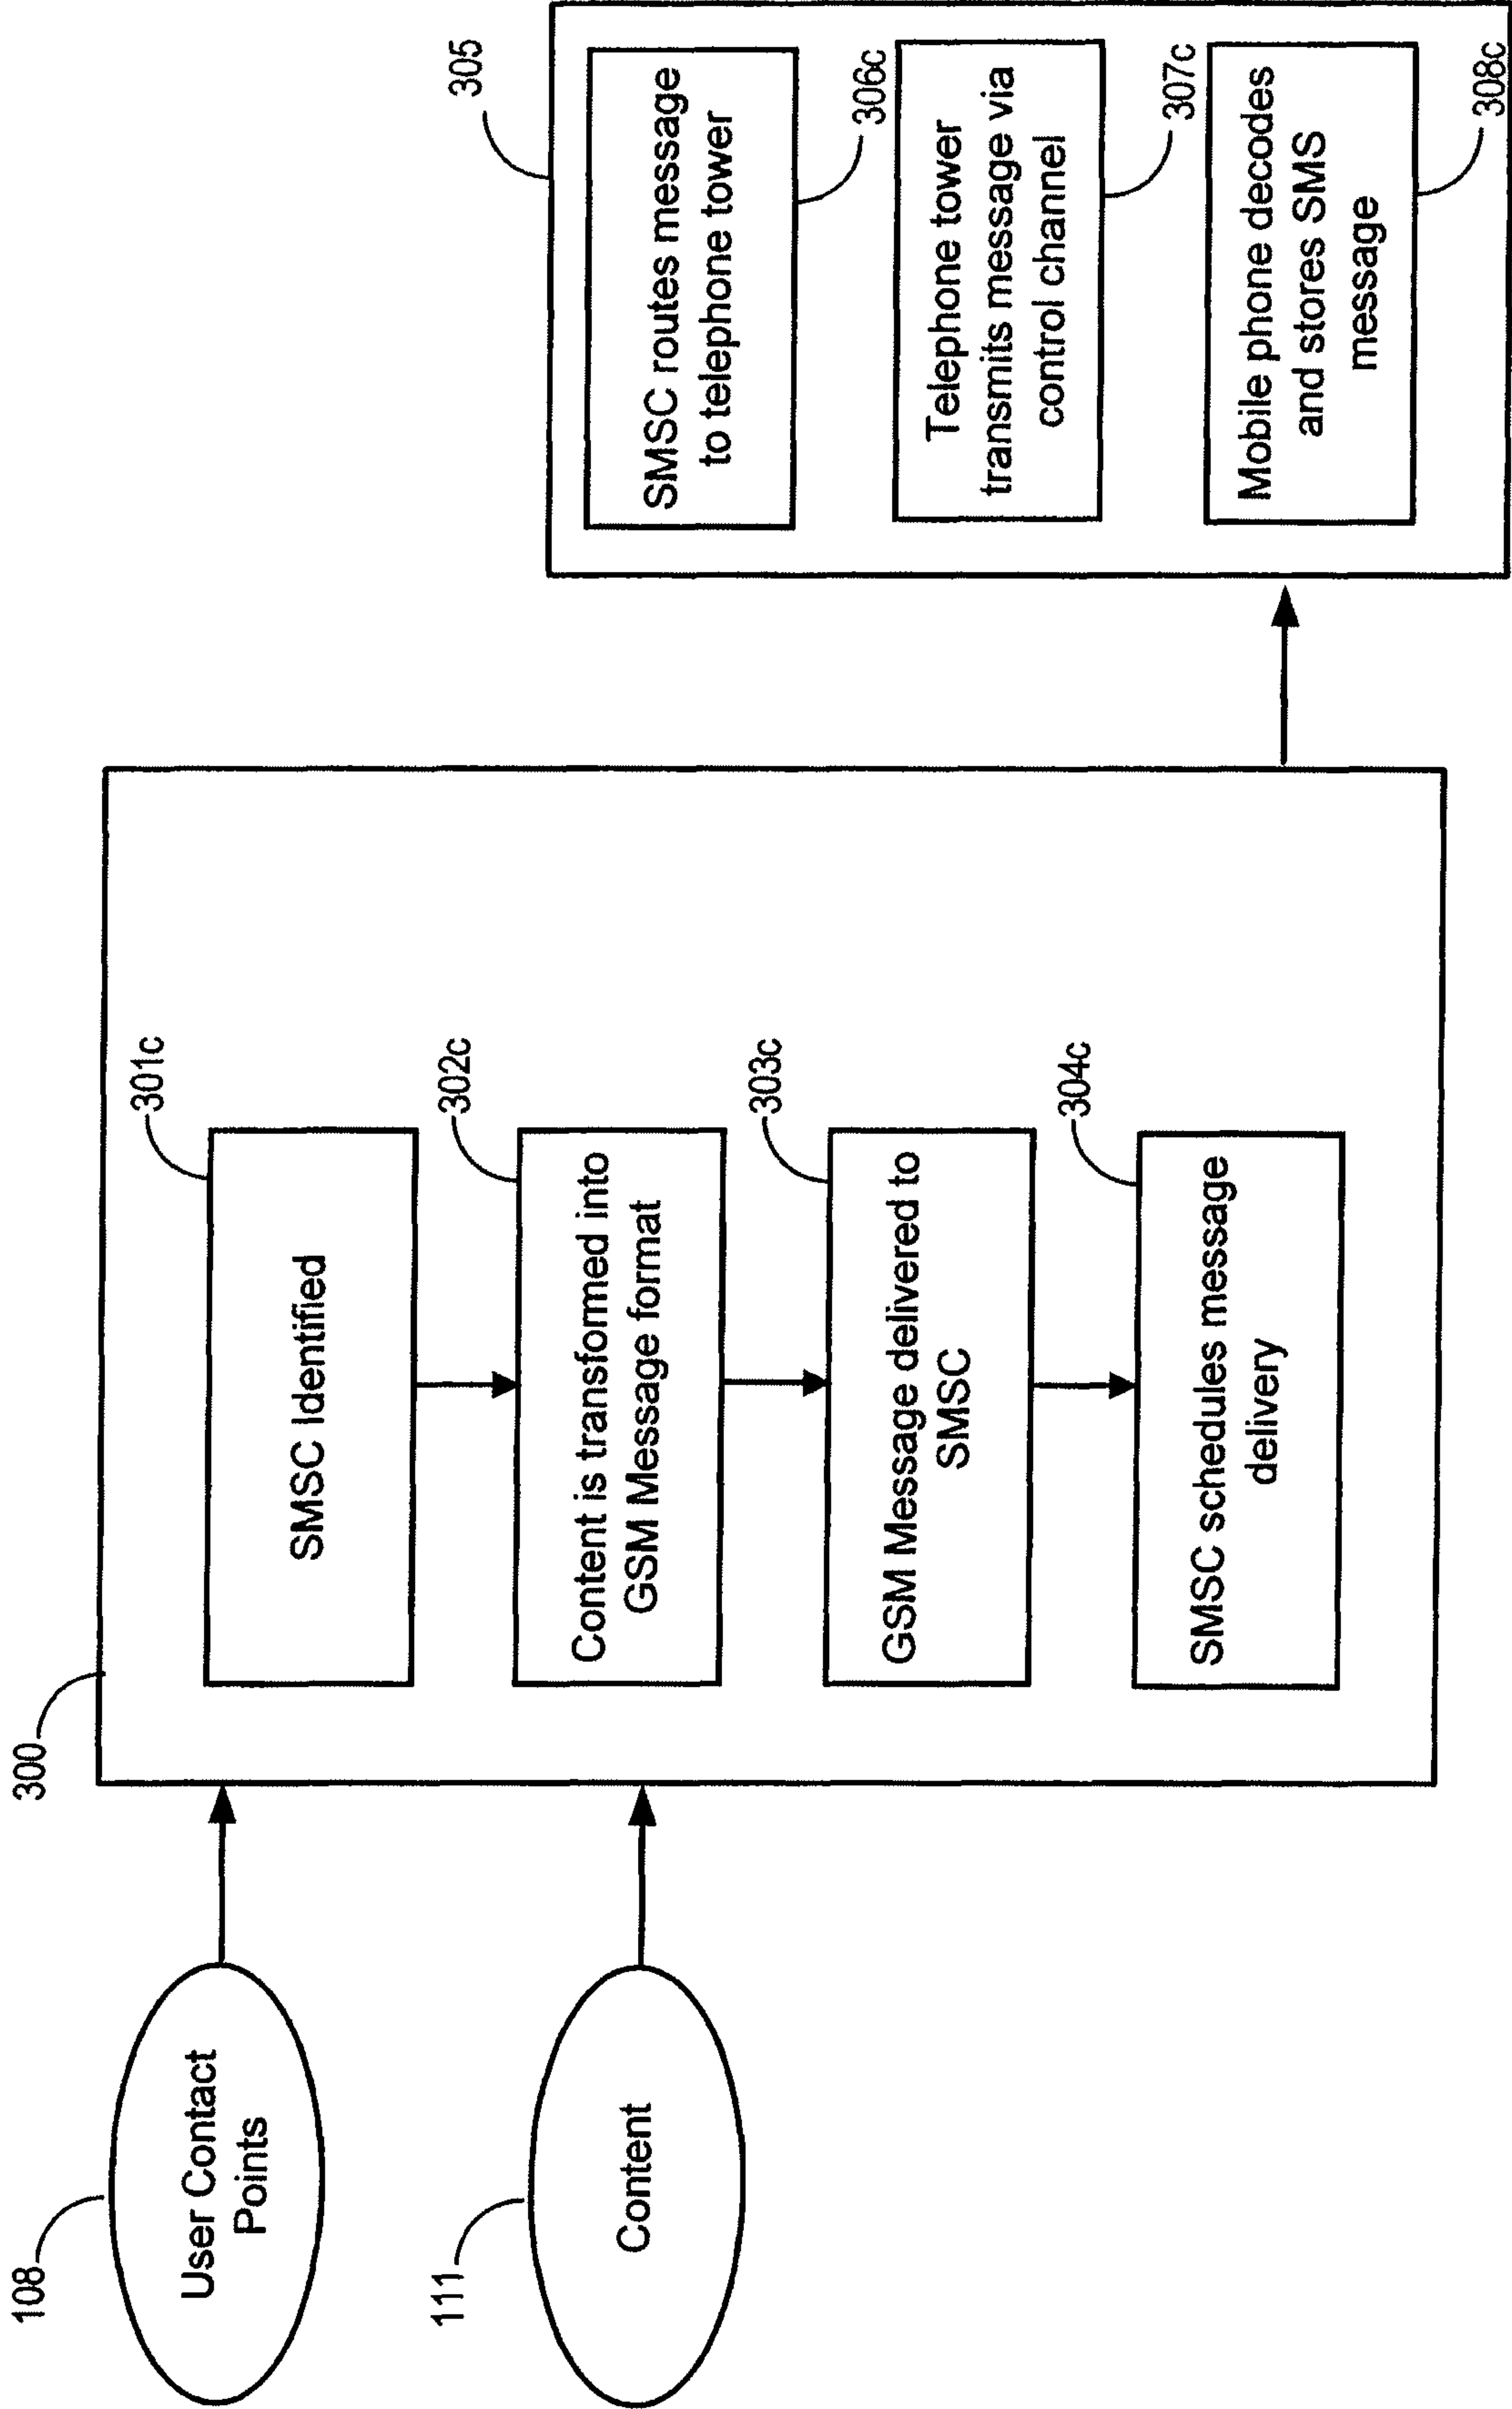 108
User Contact
Points
111
Content
300
301c
SMSC Identified
302c
Content is transformed into
GSM Message format
303c
GSM Message delivered to
SMSC
304c
SMSC schedules message
delivery
305
SMSC routes message
to telephone tower
306c
Telephone tower
transmits message via
control channel
307c
Mobile phone decodes
and stores SMS
message
308c